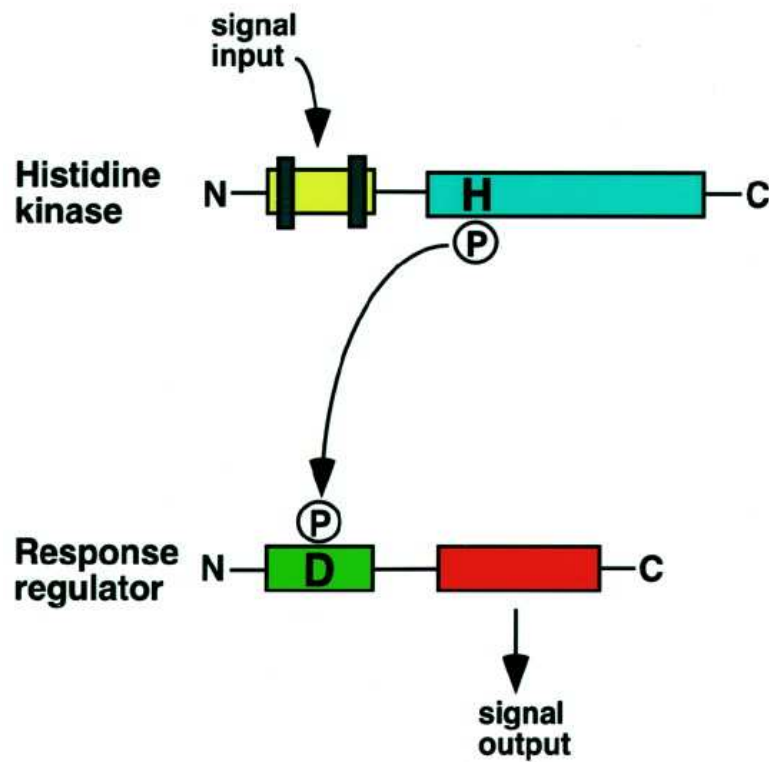 signal
input
Histidine
kinase
N
H
C
P
P
Response
regulator
N
D
C
signal
output